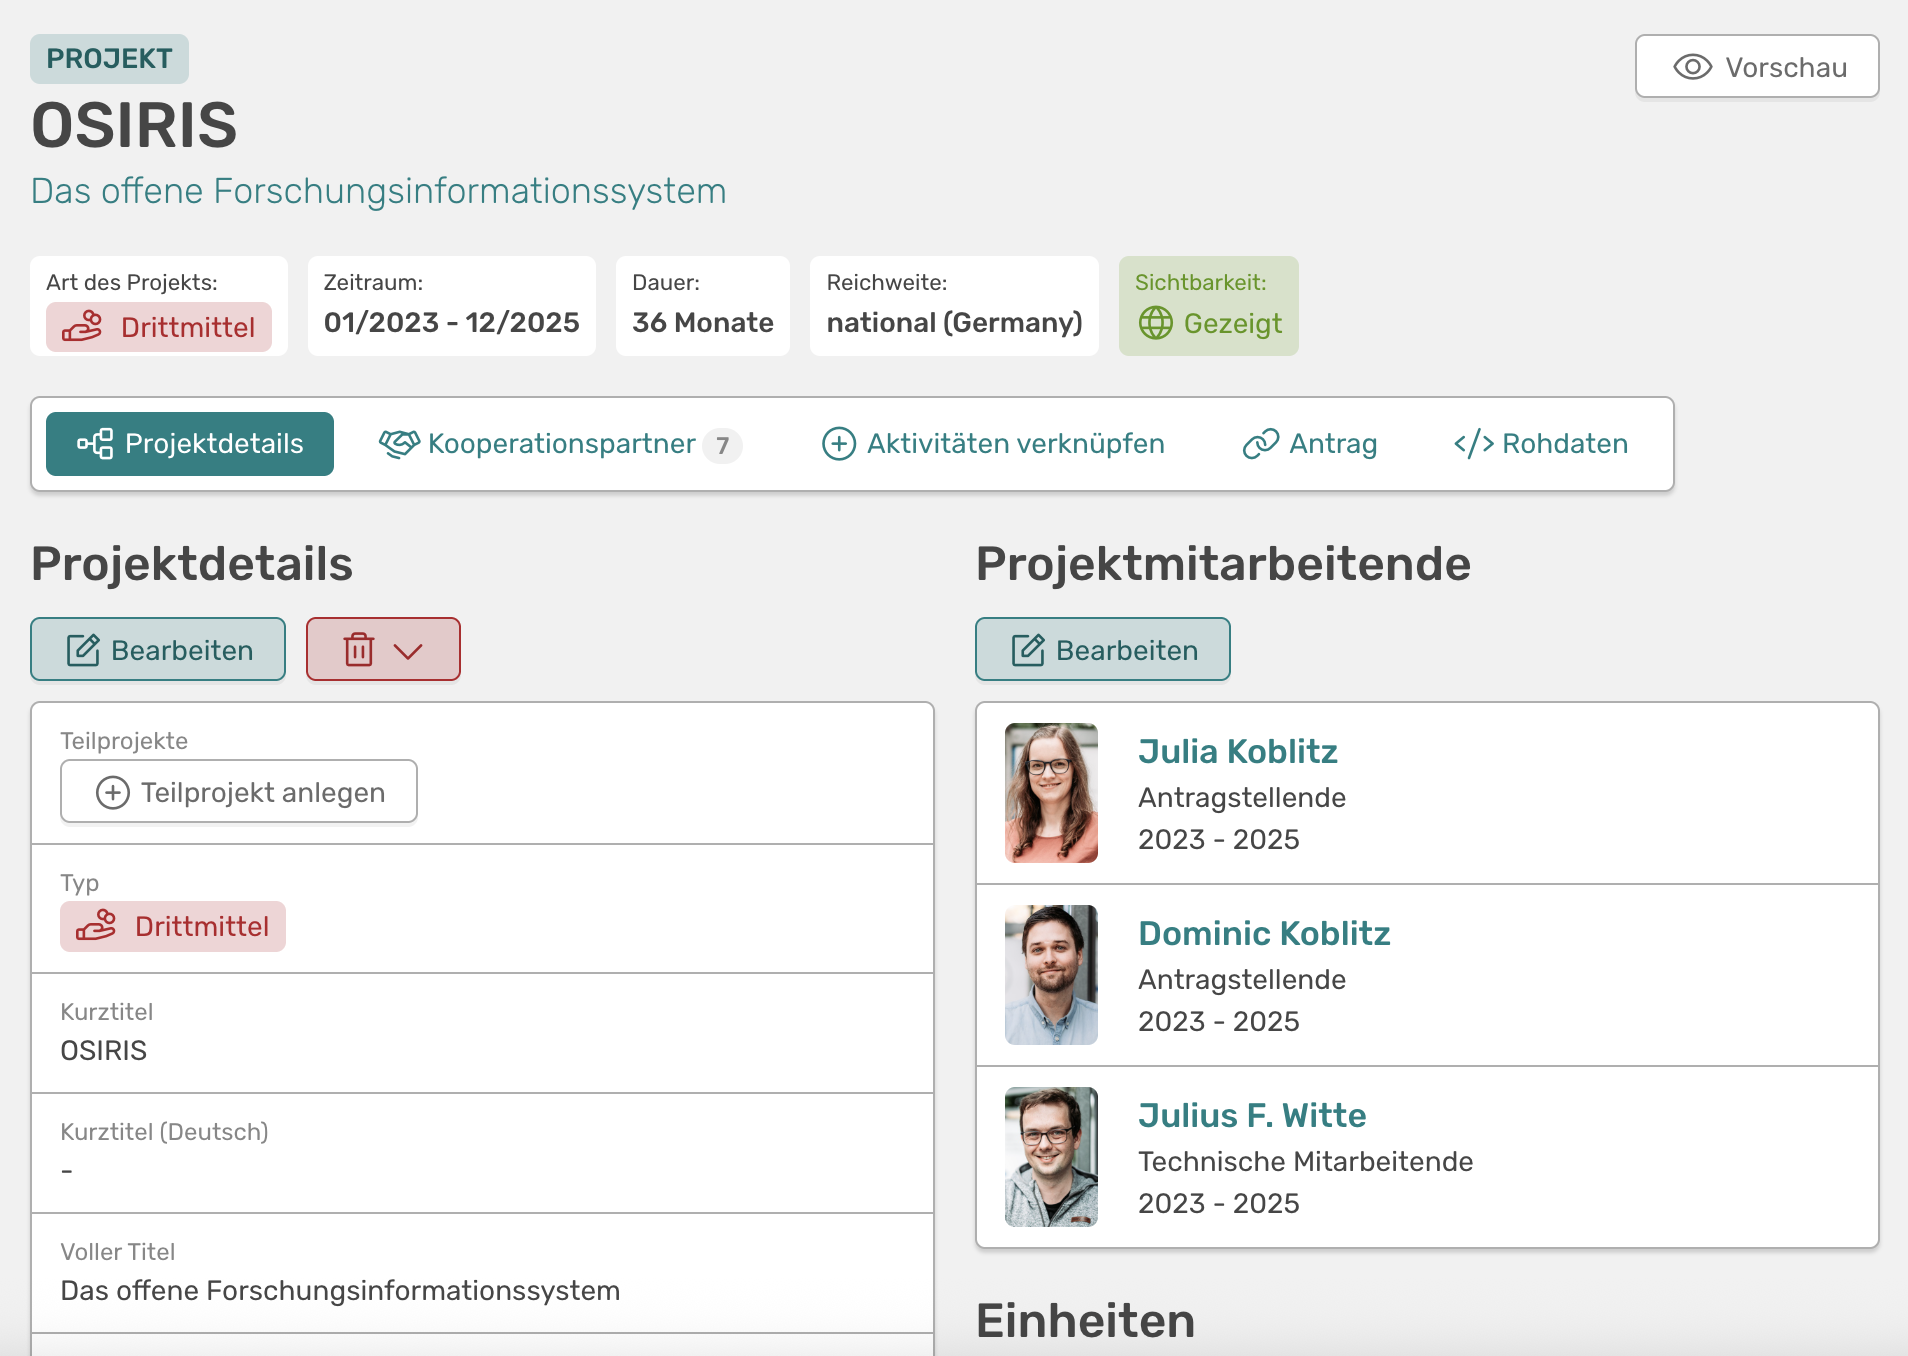 PROJEKT
Vorschau
OSIRIS
Das offene Forschungsinformationssystem
Art des Projekts:
Drittmittel
Zeitraum:
01/2023 - 12/2025
Dauer:
36 Monate
Reichweite:
national (Germany)
Sichtbarkeit:
Gezeigt
Projektdetails
Kooperationspartner 7
Aktivitäten verknüpfen
Antrag
Rohdaten
Projektdetails
Bearbeiten
Teilprojekte
Teilprojekt anlegen
Typ
Drittmittel
Kurztitel
OSIRIS
Kurztitel (Deutsch)
-
Voller Titel
Das offene Forschungsinformationssystem
Projektmitarbeitende
Bearbeiten
Julia Koblitz
Antragstellende
2023 - 2025
Dominic Koblitz
Antragstellende
2023 - 2025
Julius F. Witte
Technische Mitarbeitende
2023 - 2025
Einheiten